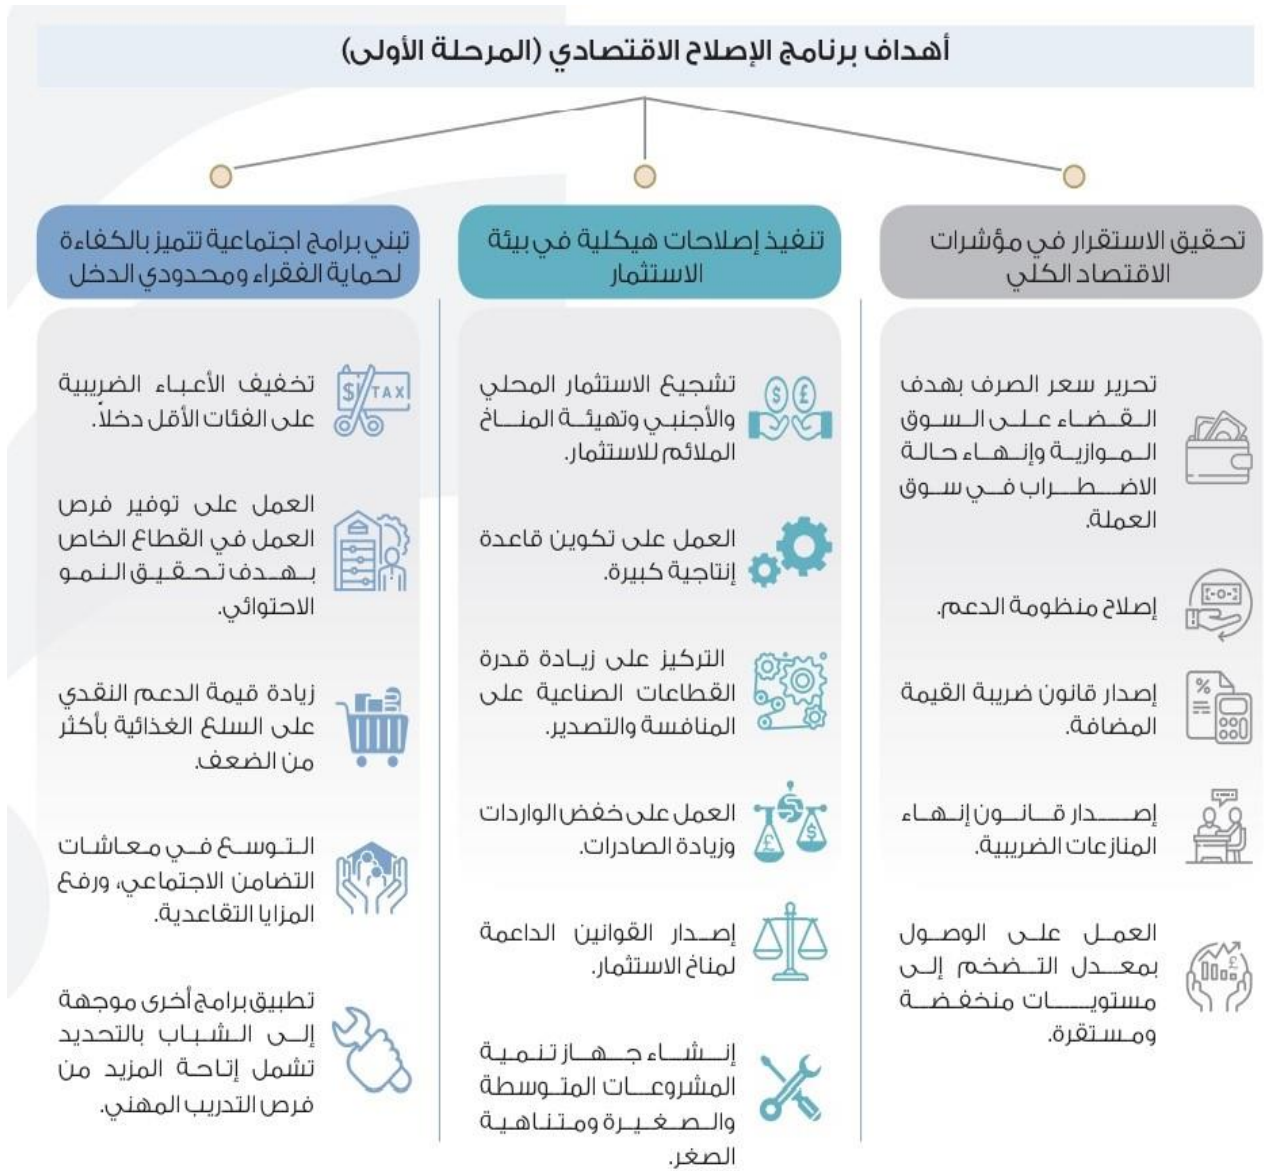 أهداف برنامج الإصلاح الاقتصادي (المرحلة الأولى)
تحقيق الاستقرار في مؤشرات
الاقتصاد الكلي
تحرير سعر الصرف بهدف
القضاء على السوق
الموازية وإنهاء حالة
الاضطراب في سوق
العملة.
إصلاح منظومة الدعم.
إصدار قانون ضريبة القيمة
المضافة.
إصدار قانون إنهاء
المنازعات الضريبية.
العمل على الوصول
بمعدل التضخم إلى
مستويات منخفضة
ومستقرة.
تنفيذ إصلاحات هيكلية في بيئة
الاستثمار
تشجيع الاستثمار المحلي
والأجنبي وتهيئة المناخ
الملائم للاستثمار.
العمل على تكوين قاعدة
إنتاجية كبيرة.
التركيز على زيادة قدرة
القطاعات الصناعية على
المنافسة والتصدير.
العمل على خفض الواردات
وزيادة الصادرات.
إصدار القوانين الداعمة
لمناخ الاستثمار.
إنشاء جهاز تنمية
المشروعات المتوسطة
والصغيرة ومتناهية
الصغر.
تبني برامج اجتماعية تتميز بالكفاءة
لحماية الفقراء ومحدودي الدخل
$ TAX
تخفيف الأعباء الضريبية
على الفئات الأقل دخلاً.
العمل على توفير فرص
العمل في القطاع الخاص
بهدف تحقيق النمو
الاحتوائي.
زيادة قيمة الدعم النقدي
على السلع الغذائية بأكثر
من الضعف.
التوسع في معاشات
التضامن الاجتماعي، ورفع
المزايا التقاعدية.
تطبيق برامج أخرى موجهة
إلى الشباب بالتحديد
تشمل إتاحة المزيد من
فرص التدريب المهني.